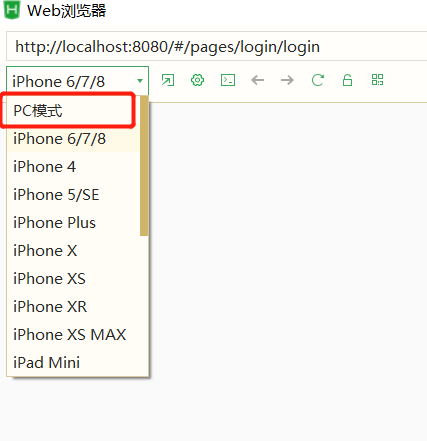 Web浏览器
http://localhost:8080/#/pages/login/login
iPhone 6/7/8
PC模式
iPhone 6/7/8
iPhone 4
iPhone 5/SE
iPhone Plus
iPhone X
iPhone XS
iPhone XR
iPhone XS MAX
iPad Mini